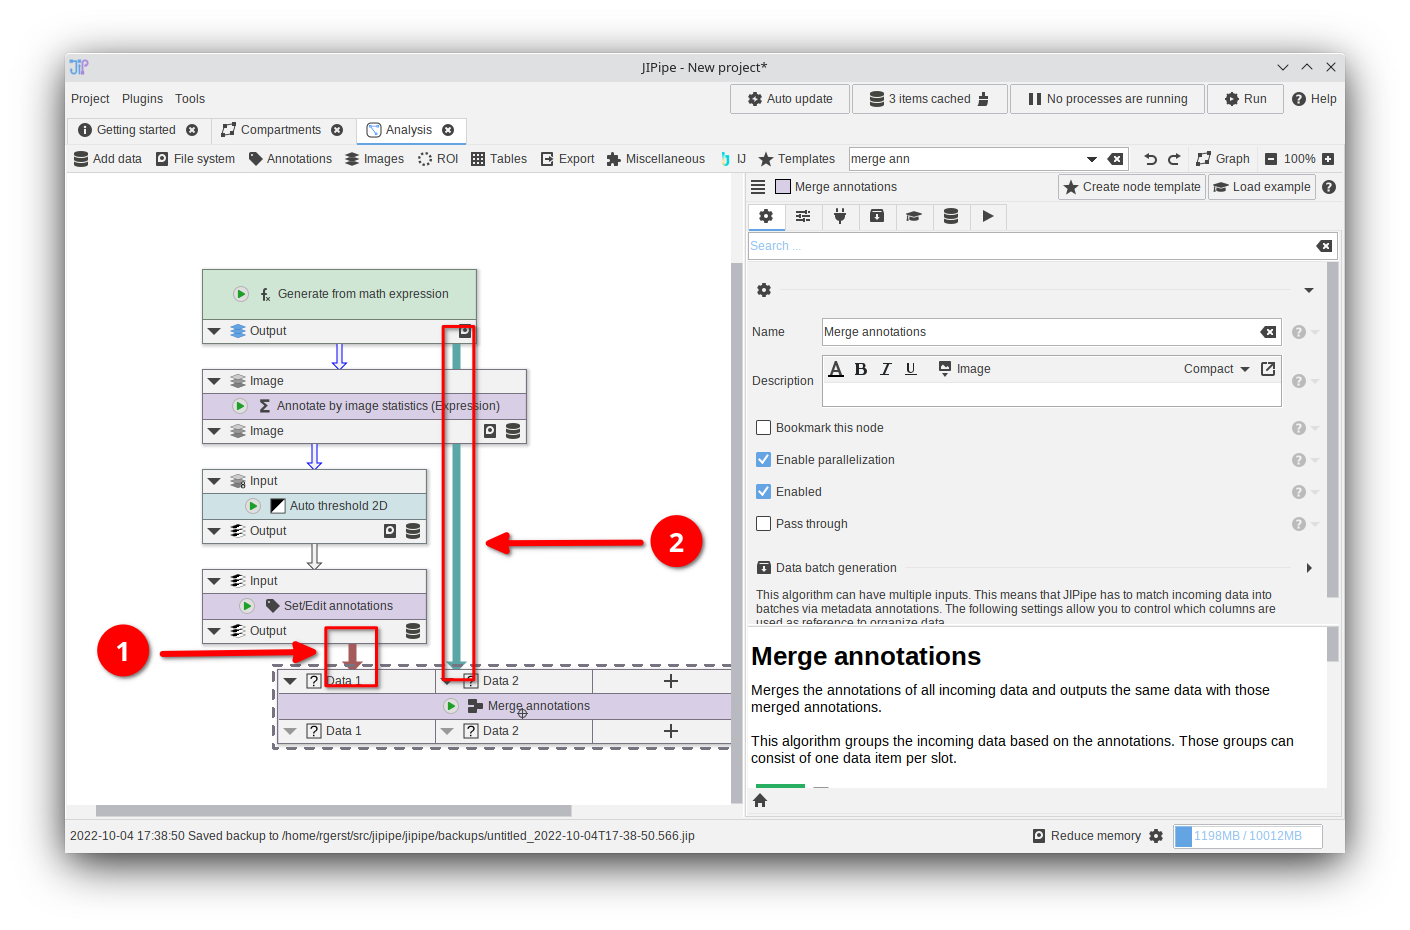 JIP
JIPipe - New project*
Project Plugins Tools
Auto update 3 items cached No processes are running Run Help
Getting started Compartments Analysis
Add data File system Annotations Images ROI Tables Export Miscellaneous IJ Templates merge ann Graph 100%
Merge annotations Create node template Load example
Search ...
Generate from math expression
Output
Image
Annotate by image statistics (Expression)
Image
Input
Auto threshold 2D
Output
Input
Set/Edit annotations
Output
1
2
Data 1 Data 2
Merge annotations
Data 1 Data 2
Name Merge annotations
Description A B I U Image Compact
Bookmark this node
Enable parallelization
Enabled
Pass through
Data batch generation
This algorithm can have multiple inputs. This means that JIPipe has to match incoming data into
batches via metadata annotations. The following settings allow you to control which columns are
used as reference to organize data
Merge annotations
Merges the annotations of all incoming data and outputs the same data with those
merged annotations.
This algorithm groups the incoming data based on the annotations. Those groups can
consist of one data item per slot.
2022-10-04 17:38:50 Saved backup to /home/rgerst/src/jipipe/jipipe/backups/untitled_2022-10-04T17-38-50.566.jip
Reduce memory 1198MB / 10012MB